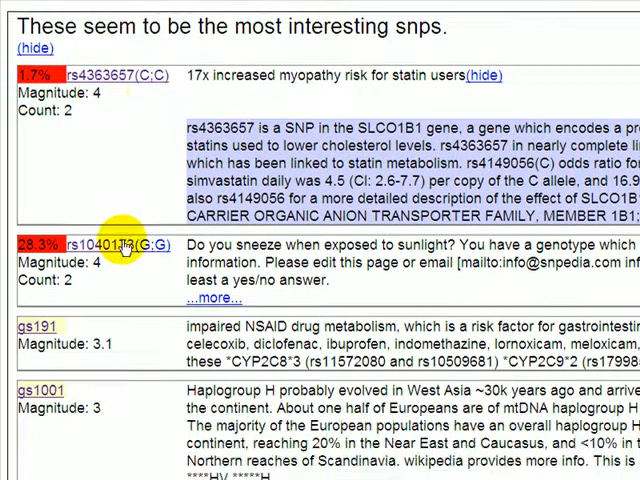 These seem to be the most interesting snps.
(hide)
1.7% rs4363657(C;C)
Magnitude: 4
Count: 2
17x increased myopathy risk for statin users(hide)
rs4363657 is a SNP in the SLCO1B1 gene, a gene which encodes a pro
statins used to lower cholesterol levels. rs4363657 in nearly complete li
which has been linked to statin metabolism. rs4149056(C) odds ratio fo
simvastatin daily was 4.5 (CI: 2.6-7.7) per copy of the C allele, and 16.9
also rs4149056 for a more detailed description of the effect of SLCO1B
CARRIER ORGANIC ANION TRANSPORTER FAMILY, MEMBER 1B1;
28.3%
Magnitude: 4
Count: 2
Do you sneeze when exposed to sunlight? You have a genotype which
information. Please edit this page or email [mailto:info@snpedia.com inf
least a yes/no answer.
...more...
gs191
Magnitude: 3.1
impaired NSAID drug metabolism, which is a risk factor for gastrointesti
celecoxib, diclofenac, ibuprofen, indomethazine, lornoxicam, meloxicam,
these *CYP2C8*3 (rs11572080 and rs10509681) *CYP2C9*2 (rs17998
gs1001
Magnitude: 3
Haplogroup H probably evolved in West Asia ~30k years ago and arrive
the continent. About one half of Europeans are of mtDNA haplogroup H
The majority of the European populations have an overall haplogroup H
continent, reaching 20% in the Near East and Caucasus, and <10% in t
Northern reaches of Scandinavia. wikipedia provides more info. This is
****HV *****H